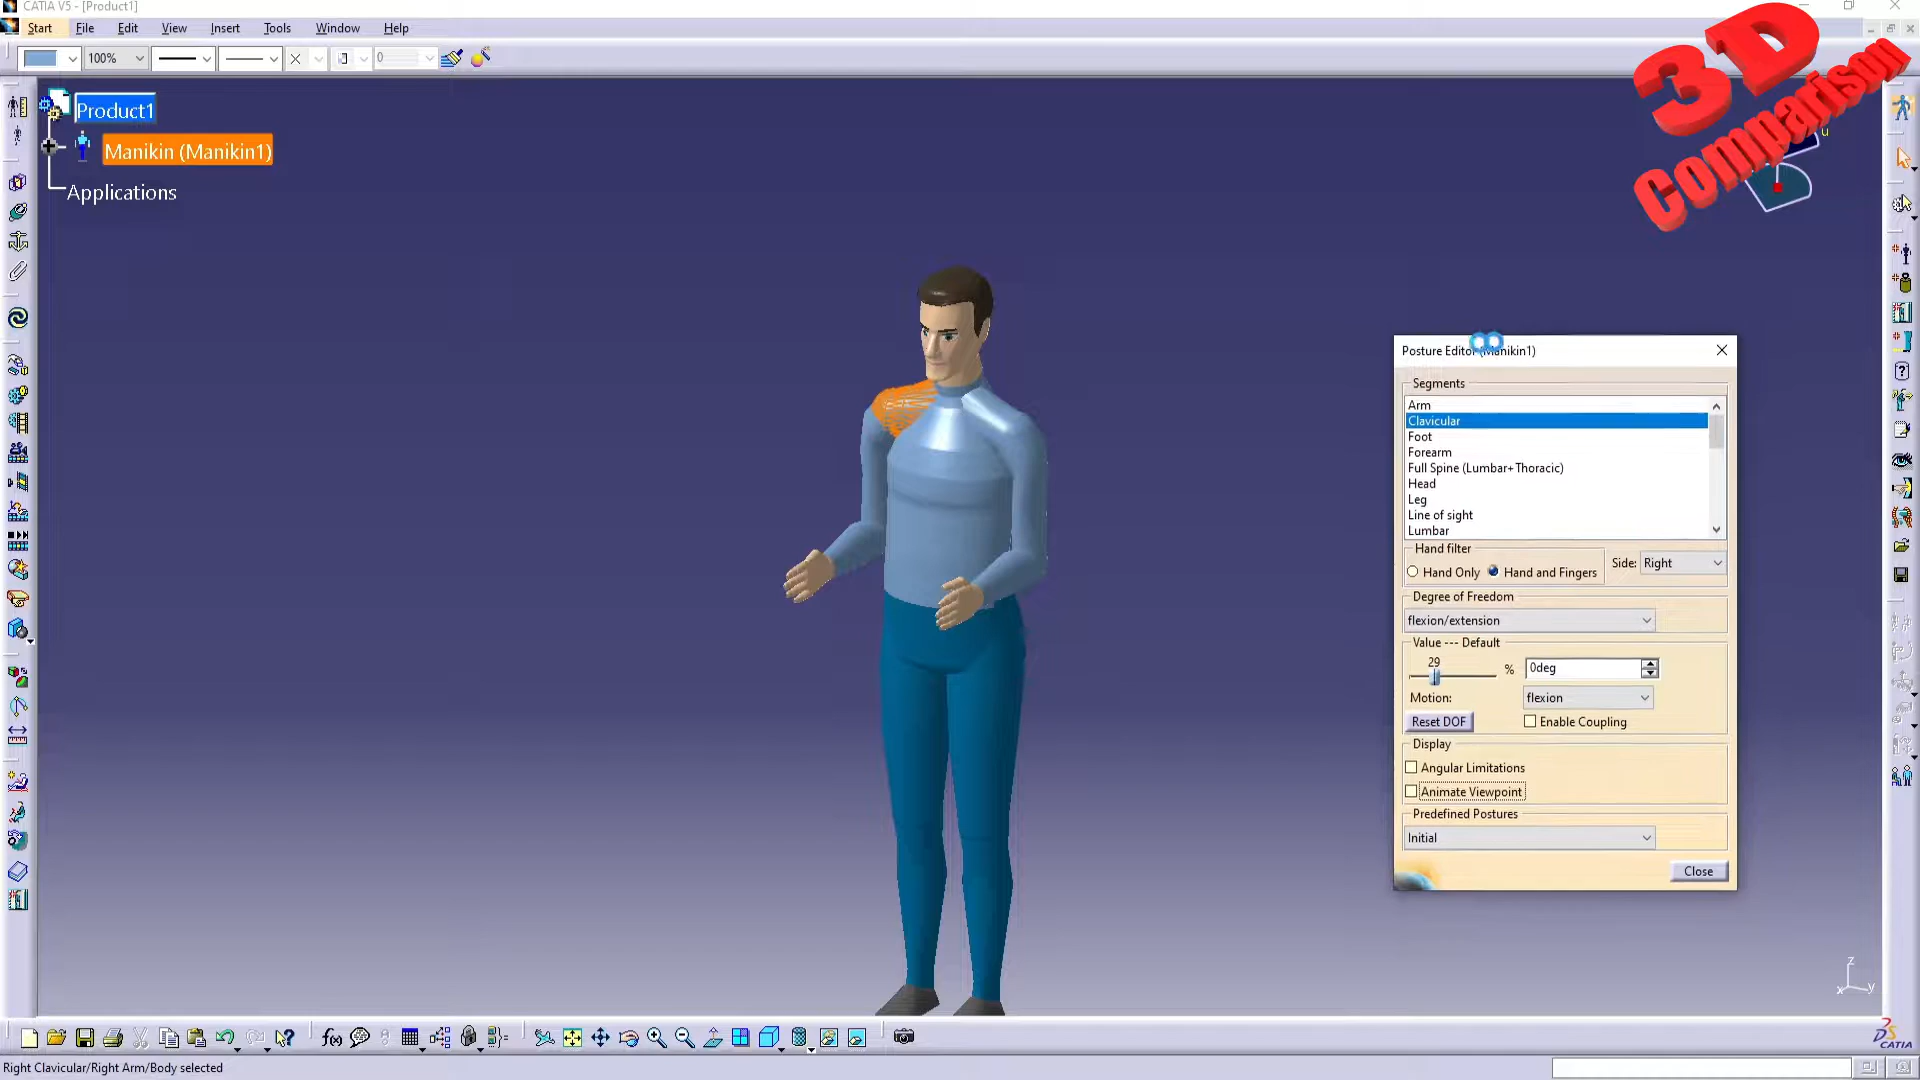 CATIA V5 - [Product1]
Start File Edit View Insert Tools Window Help
100%
0
Product1
Manikin (Manikin1)
Applications
3D
Comparison
u
Posture Editor (Manikin1)
Segments
Arm
Clavicular
Foot
Forearm
Full Spine (Lumbar+Thoracic)
Head
Leg
Line of sight
Lumbar
Hand filter
Hand Only Hand and Fingers Side: Right
Degree of Freedom
flexion/extension
Value --- Default
29
% 0deg
Motion: flexion
Reset DOF Enable Coupling
Display
Angular Limitations
Animate Viewpoint
Predefined Postures
Initial
Close
z
x y
f(x)
DS
CATIA
Right Clavicular/Right Arm/Body selected